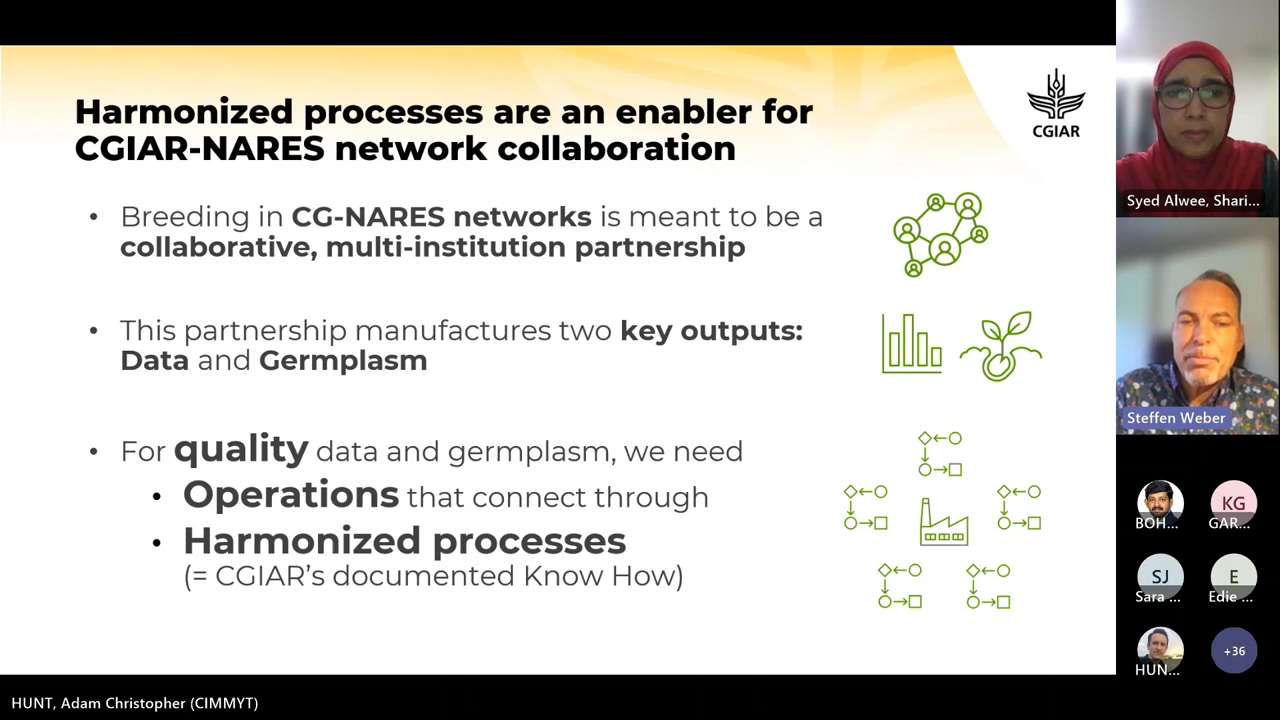 Harmonized processes are an enabler for
CGIAR-NARES network collaboration
CGIAR
• Breeding in CG-NARES networks is meant to be a
collaborative, multi-institution partnership
• This partnership manufactures two key outputs:
Data and Germplasm
• For quality data and germplasm, we need
• Operations that connect through
• Harmonized processes
(= CGIAR’s documented Know How)
Syed Alwee, Shari...
Steffen Weber
BOH...
KG
GAR...
SJ
Sara ...
E
Edie ...
HUN...
+36
HUNT, Adam Christopher (CIMMYT)